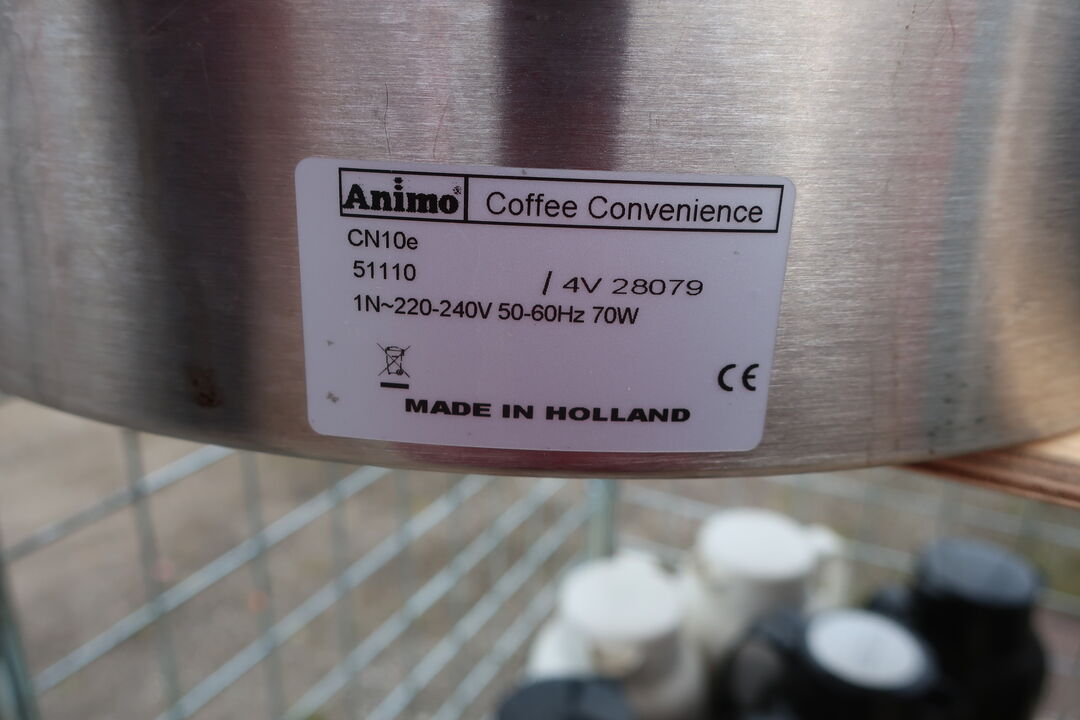 Animo® Coffee Convenience
CN10e
51110 / 4V 28079
1N~220-240V 50-60Hz 70W
CE
MADE IN HOLLAND